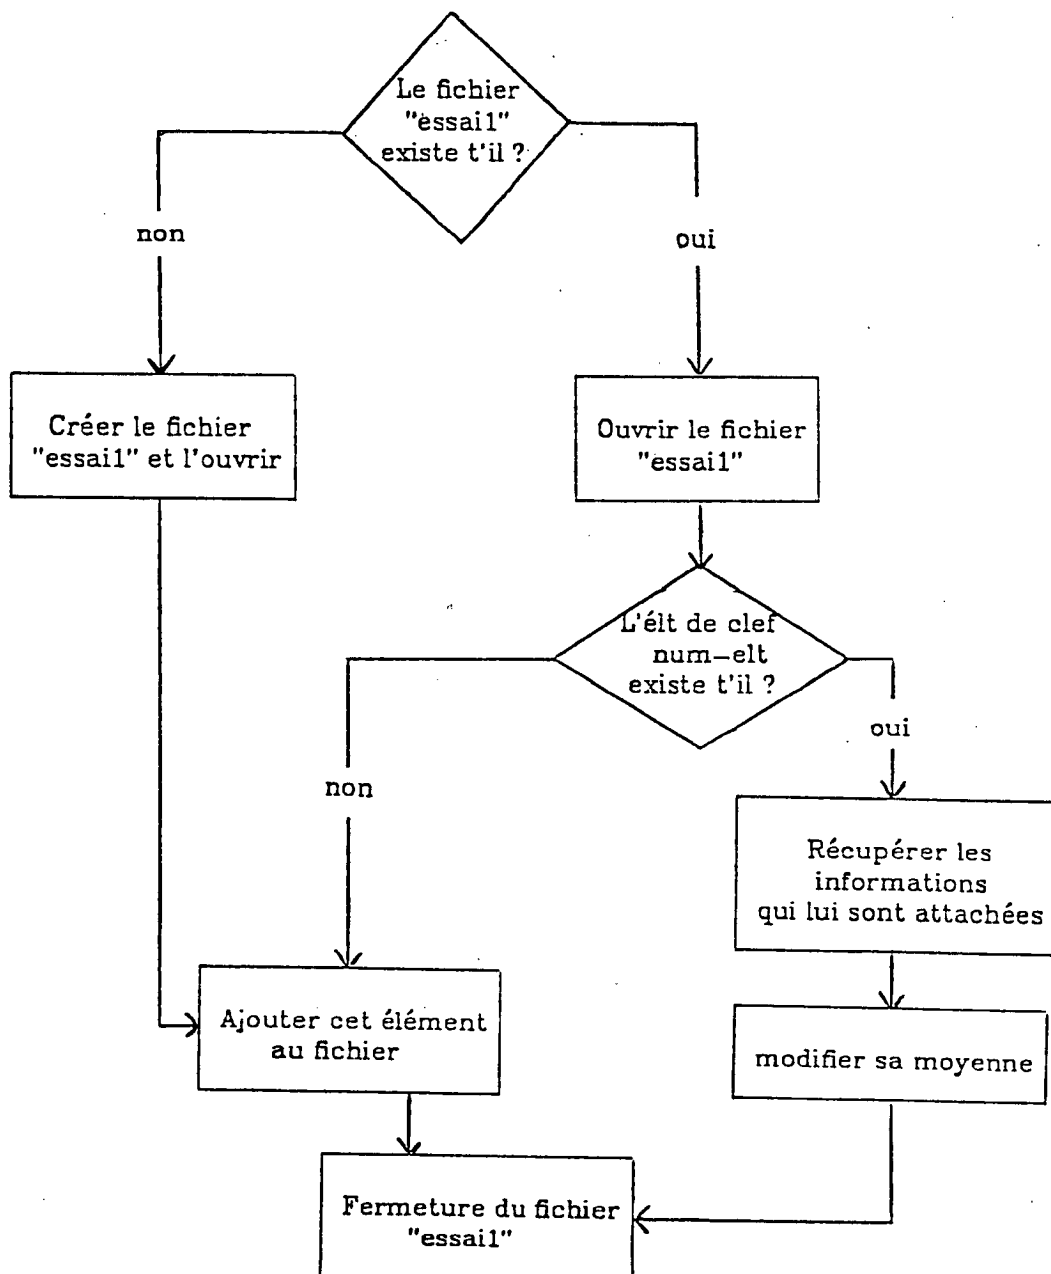 Le fichier
"essai1"
existe t'il ?
non
oui
Créer le fichier
"essai1" et l'ouvrir
Ouvrir le fichier
"essai1"
L'élt de clef
num-elt
existe t'il ?
oui
non
Récupérer les
informations
qui lui sont attachées
Ajouter cet élément
au fichier
modifier sa moyenne
Fermeture du fichier
"essai1"